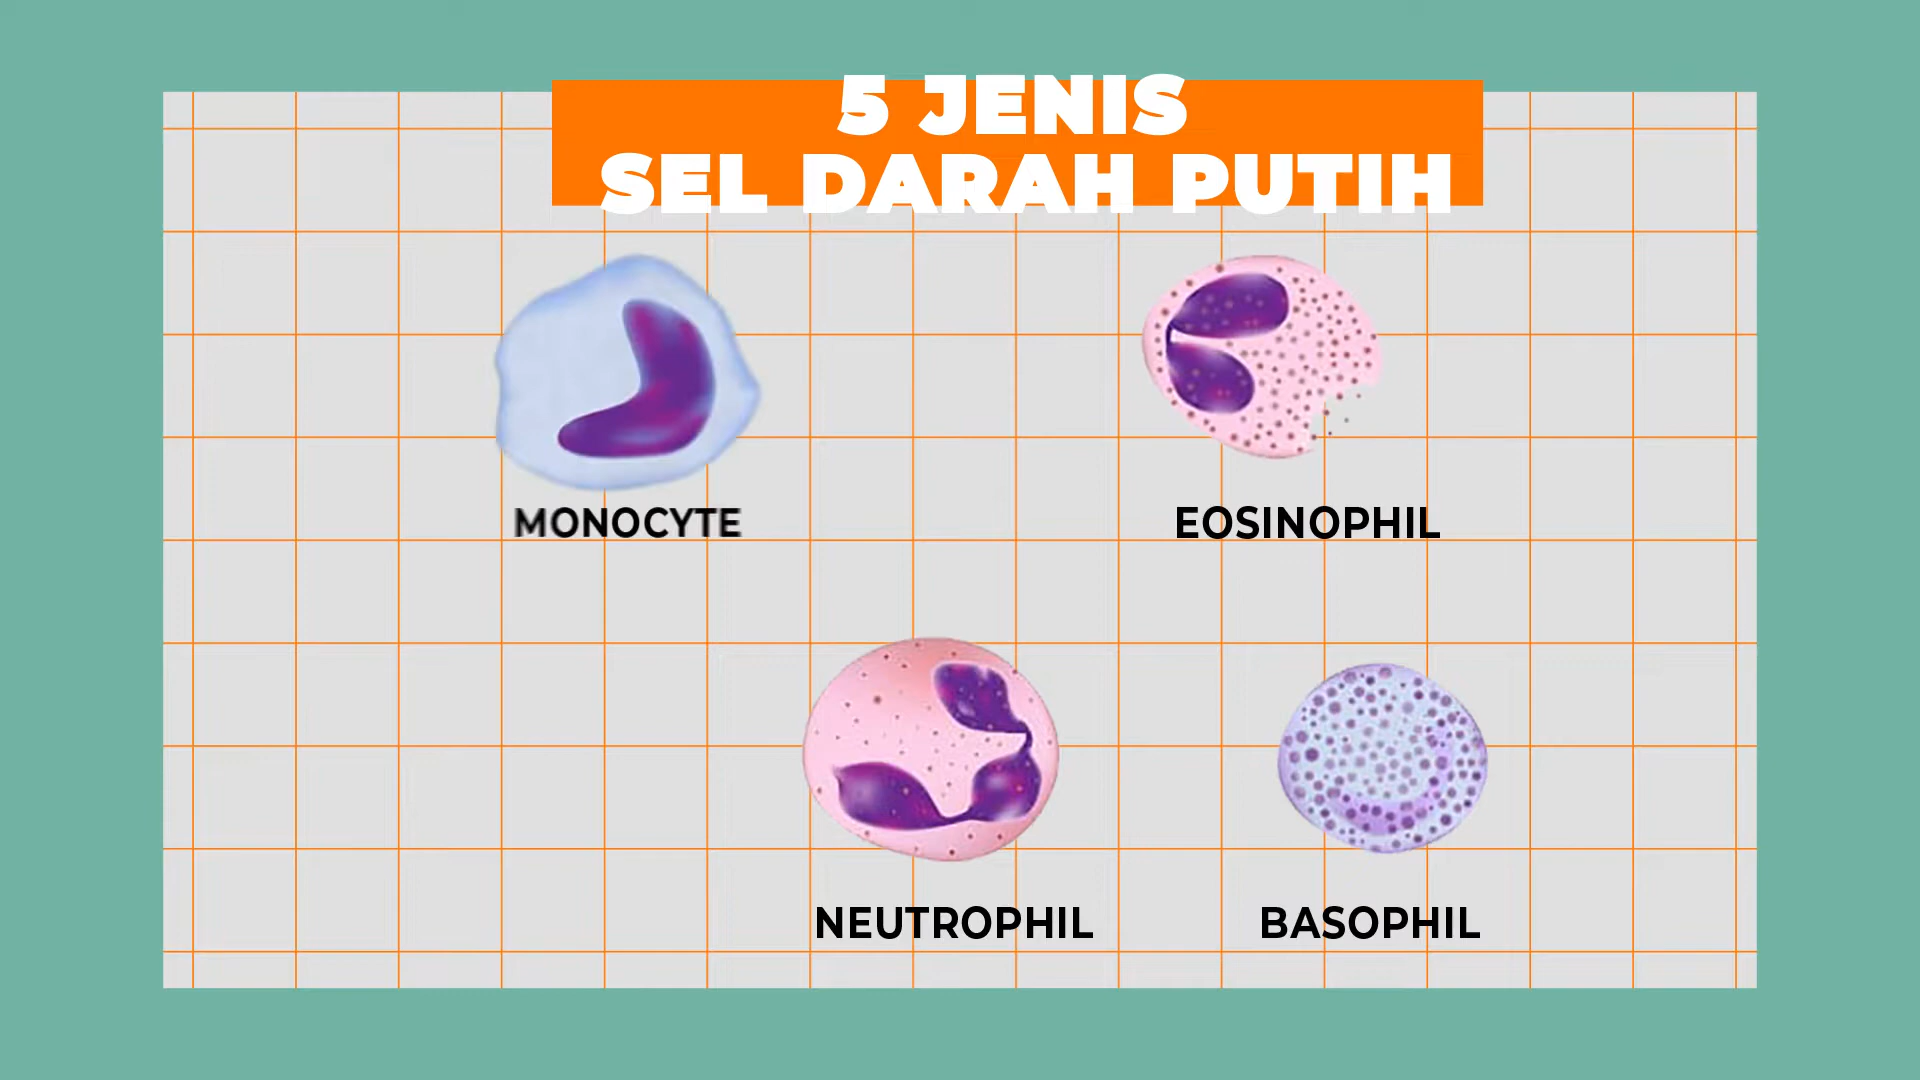 5 JENIS
SEL DARAH PUTIH
MONOCYTE
EOSINOPHIL
NEUTROPHIL
BASOPHIL